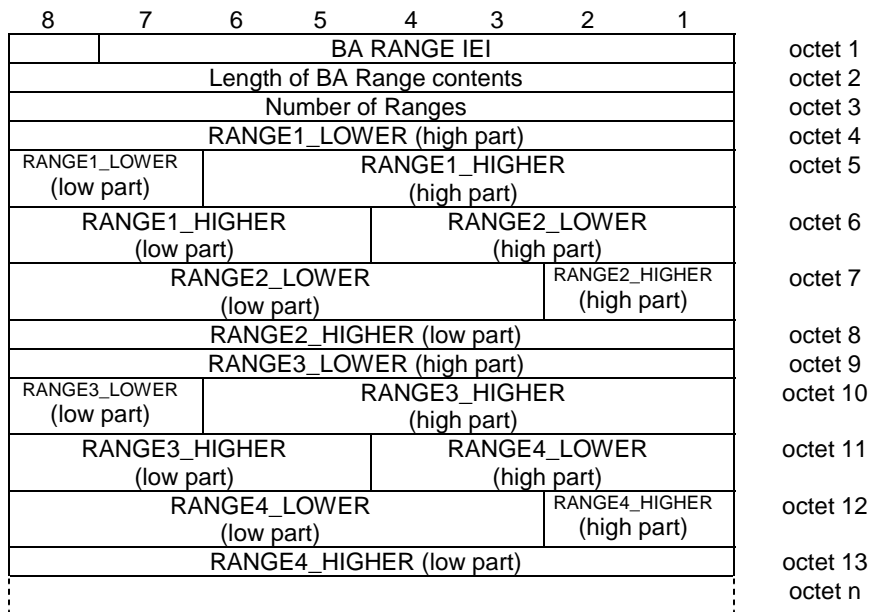 8 7 6 5 4 3 2 1
BA RANGE IEI octet 1
Length of BA Range contents octet 2
Number of Ranges octet 3
RANGE1_LOWER (high part) octet 4
RANGE1_LOWER RANGE1_HIGHER octet 5
(low part) (high part)
RANGE1_HIGHER RANGE2_LOWER octet 6
(low part) (high part)
RANGE2_LOWER RANGE2_HIGHER octet 7
(low part) (high part)
RANGE2_HIGHER (low part) octet 8
RANGE3_LOWER (high part) octet 9
RANGE3_LOWER RANGE3_HIGHER octet 10
(low part) (high part)
RANGE3_HIGHER RANGE4_LOWER octet 11
(low part) (high part)
RANGE4_LOWER RANGE4_HIGHER octet 12
(low part) (high part)
RANGE4_HIGHER (low part) octet 13
octet n